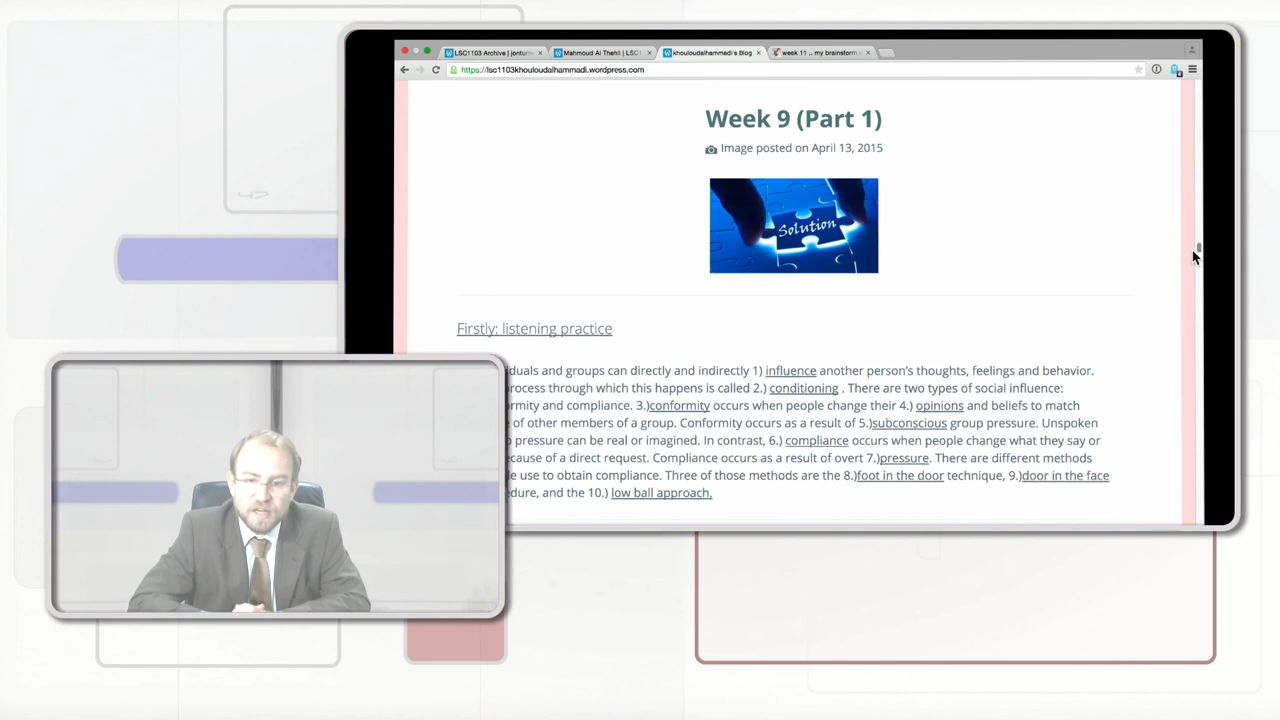 LSC1103 Archive | jonturn
Mahmoud Al Thehli | LSC1
khouloudalhammadi's Blog
week 11 .. my brainstorm
https://lsc1103khouloudalhammadi.wordpress.com
Week 9 (Part 1)
Image posted on April 13, 2015
Solution
Firstly: listening practice
duals and groups can directly and indirectly 1) influence another person's thoughts, feelings and behavior.
process through which this happens is called 2.) conditioning . There are two types of social influence:
rmity and compliance. 3.)conformity occurs when people change their 4.) opinions and beliefs to match
of other members of a group. Conformity occurs as a result of 5.)subconscious group pressure. Unspoken
pressure can be real or imagined. In contrast, 6.) compliance occurs when people change what they say or
cause of a direct request. Compliance occurs as a result of overt 7.)pressure. There are different methods
e use to obtain compliance. Three of those methods are the 8.)foot in the door technique, 9.)door in the face
dure, and the 10.) low ball approach.